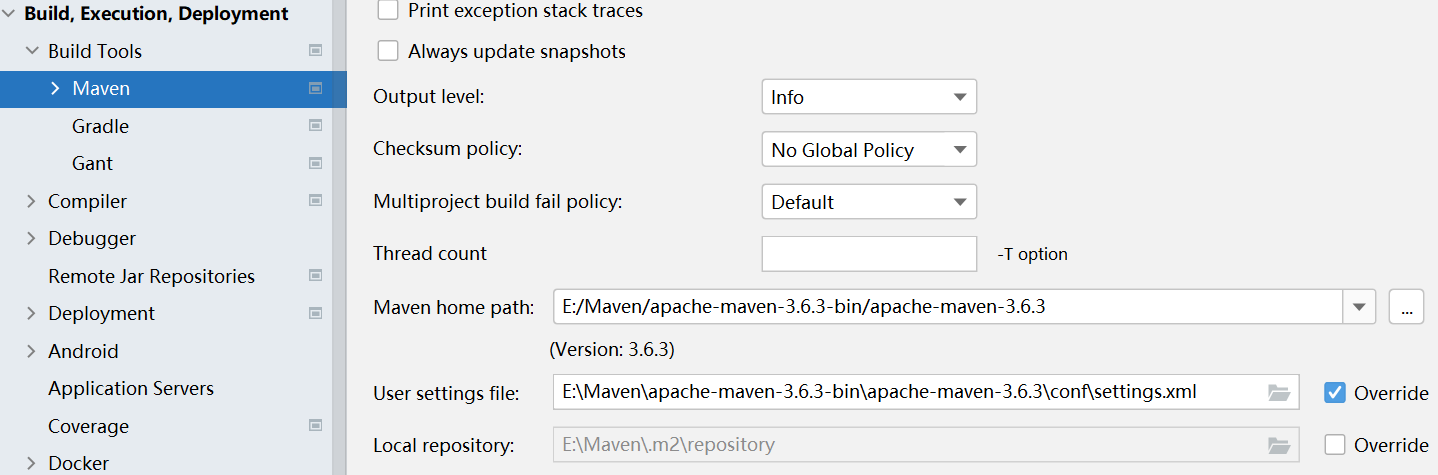 Build, Execution, Deployment
Build Tools
Maven
Gradle
Gant
Compiler
Debugger
Remote Jar Repositories
Deployment
Android
Application Servers
Coverage
Docker
Print exception stack traces
Always update snapshots
Output level: Info
Checksum policy: No Global Policy
Multiproject build fail policy: Default
Thread count -T option
Maven home path: E:/Maven/apache-maven-3.6.3-bin/apache-maven-3.6.3 ...
(Version: 3.6.3)
User settings file: E:\Maven\apache-maven-3.6.3-bin\apache-maven-3.6.3\conf\settings.xml Override
Local repository: E:\Maven\.m2\repository Override